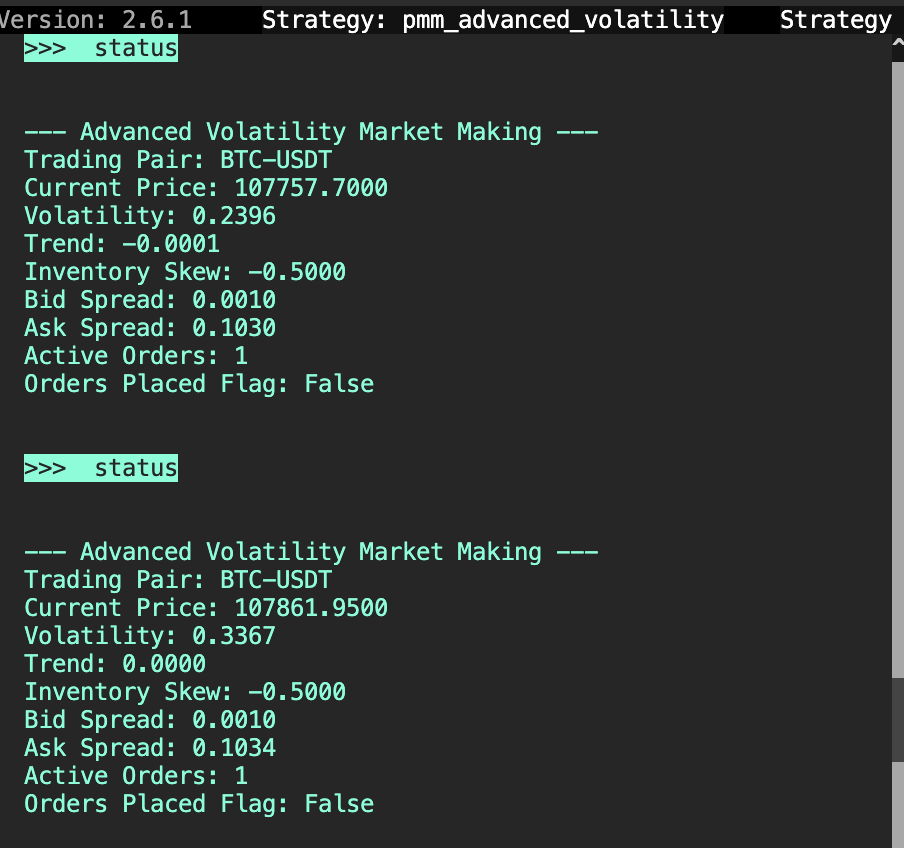 Version: 2.6.1 Strategy: pmm_advanced_volatility Strategy
>>> status
--- Advanced Volatility Market Making ---
Trading Pair: BTC-USDT
Current Price: 107757.7000
Volatility: 0.2396
Trend: -0.0001
Inventory Skew: -0.5000
Bid Spread: 0.0010
Ask Spread: 0.1030
Active Orders: 1
Orders Placed Flag: False
>>> status
--- Advanced Volatility Market Making ---
Trading Pair: BTC-USDT
Current Price: 107861.9500
Volatility: 0.3367
Trend: 0.0000
Inventory Skew: -0.5000
Bid Spread: 0.0010
Ask Spread: 0.1034
Active Orders: 1
Orders Placed Flag: False